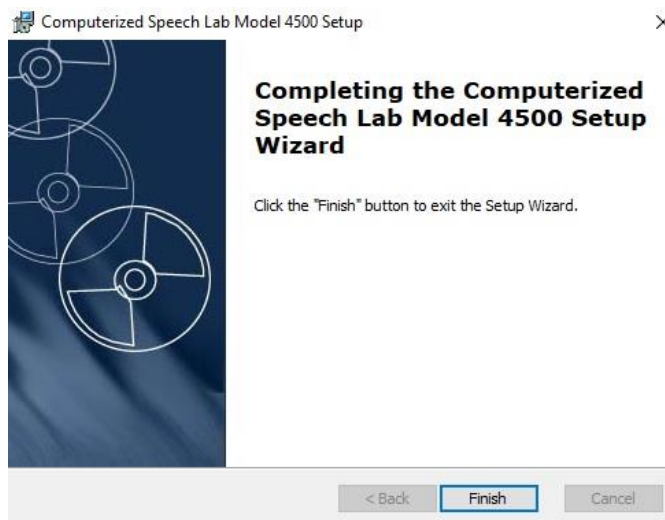 Computerized Speech Lab Model 4500 Setup
Completing the Computerized
Speech Lab Model 4500 Setup
Wizard
Click the "Finish" button to exit the Setup Wizard.
< Back
Finish
Cancel